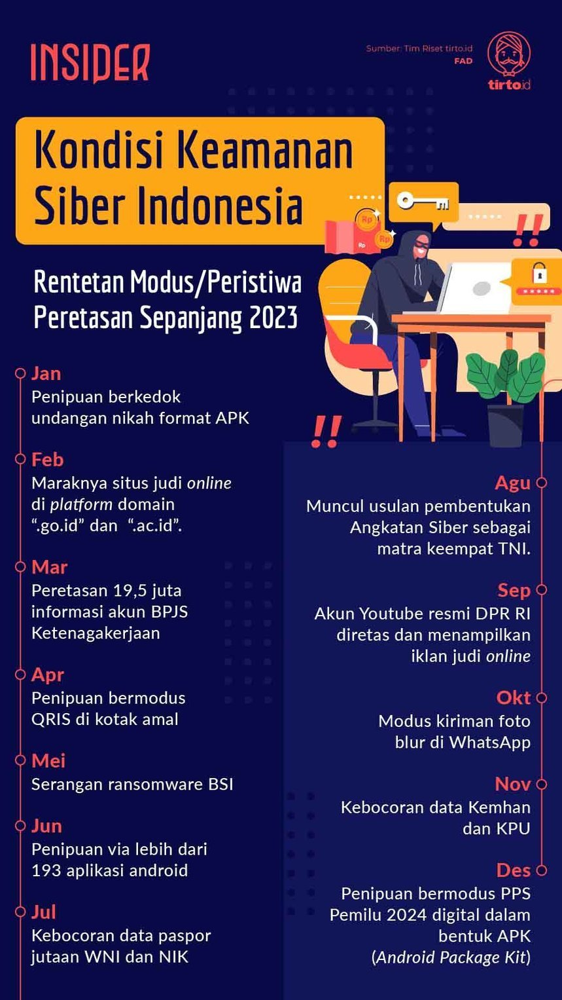 INSIDER
Sumber: Tim Riset tirto.id
FAD
tirto.id
Kondisi Keamanan
Siber Indonesia
Rp
Rp
Rp
!!
Rentetan Modus/Peristiwa
Peretasan Sepanjang 2023
!!
Jan
Penipuan berkedok
undangan nikah format APK
Feb
Maraknya situs judi online
di platform domain
“.go.id” dan “.ac.id”.
Mar
Peretasan 19,5 juta
informasi akun BPJS
Ketenagakerjaan
Apr
Penipuan bermodus
QRIS di kotak amal
Mei
Serangan ransomware BSI
Jun
Penipuan via lebih dari
193 aplikasi android
Jul
Kebocoran data paspor
jutaan WNI dan NIK
Agu
Muncul usulan pembentukan
Angkatan Siber sebagai
matra keempat TNI.
Sep
Akun Youtube resmi DPR RI
diretas dan menampilkan
iklan judi online
Okt
Modus kiriman foto
blur di WhatsApp
Nov
Kebocoran data Kemhan
dan KPU
Des
Penipuan bermodus PPS
Pemilu 2024 digital dalam
bentuk APK
(Android Package Kit)